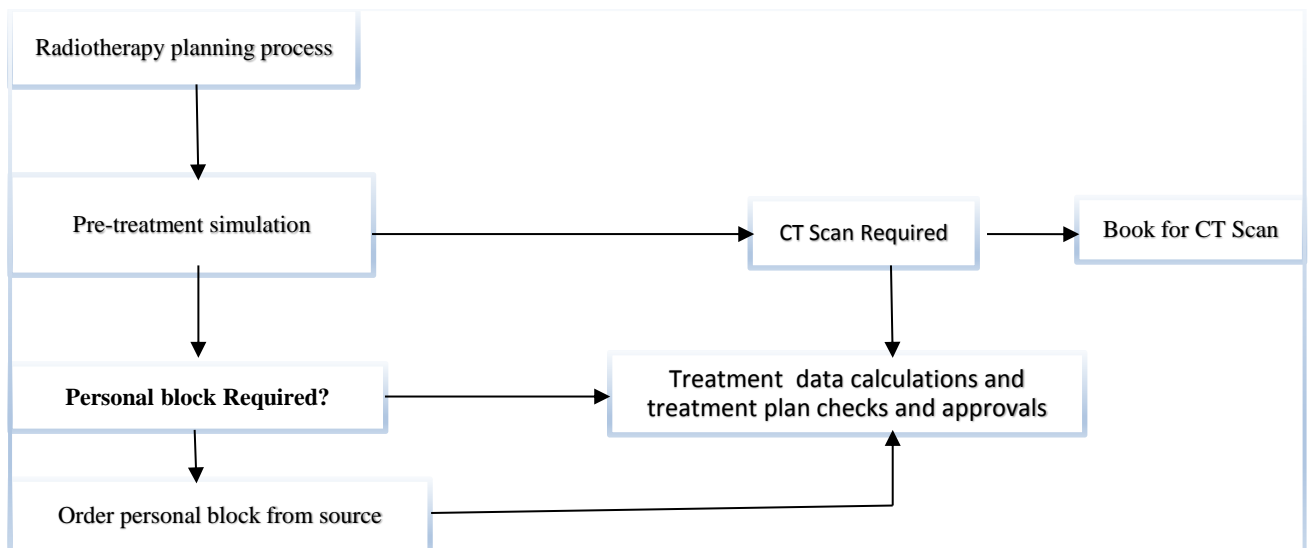 Radiotherapy planning process
Pre-treatment simulation
CT Scan Required
Book for CT Scan
Personal block Required?
Treatment data calculations and
treatment plan checks and approvals
Order personal block from source